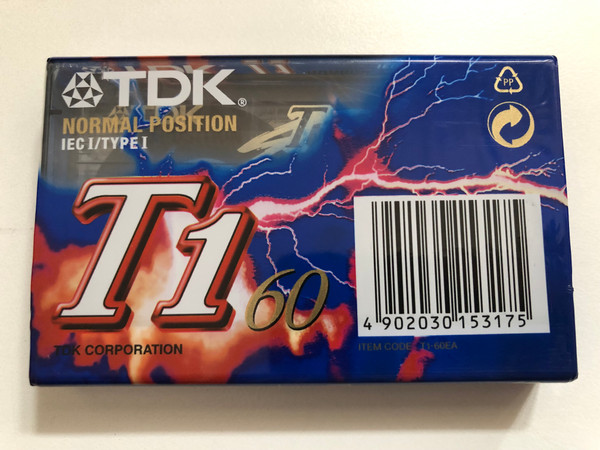 TDK®
NORMAL POSITION
IEC I/TYPE I
PP
T1 60
4 902030 153175
TDK CORPORATION
ITEM CODE: T1-60EA